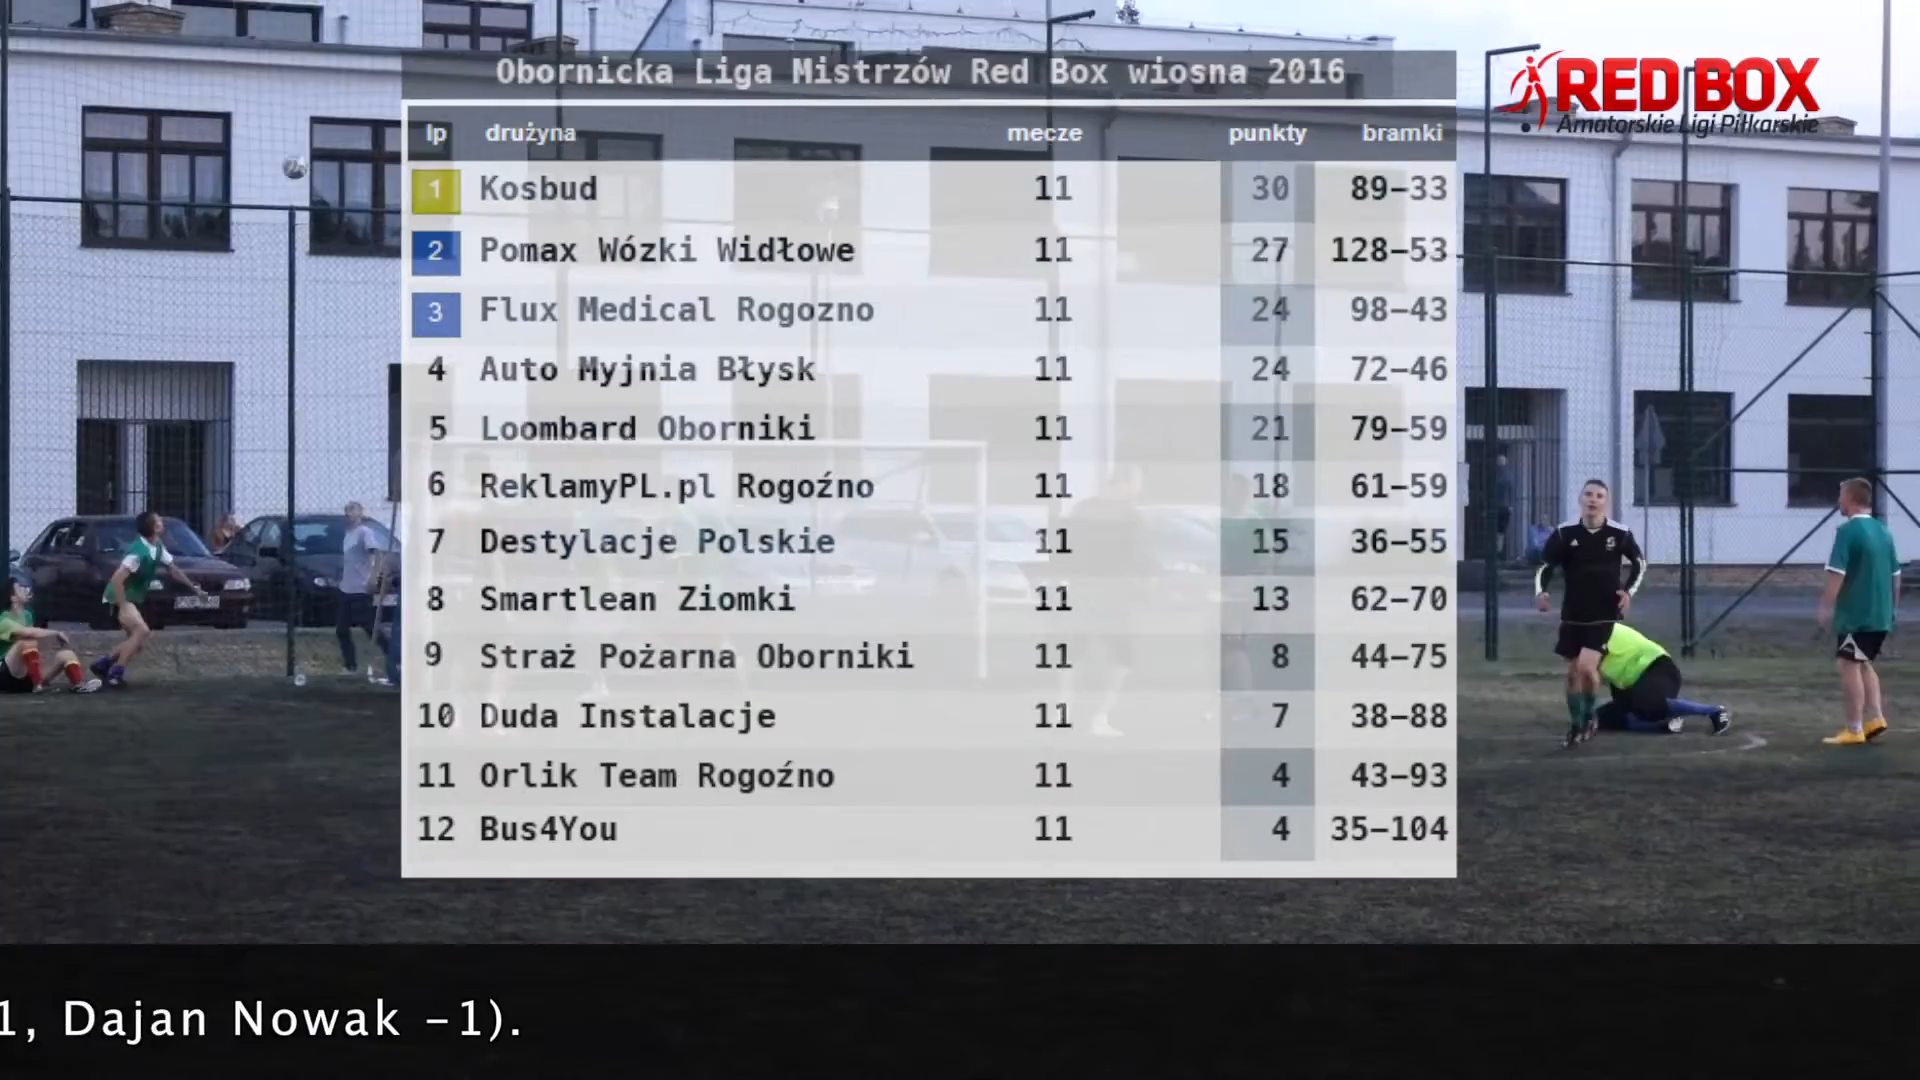 Obornicka Liga Mistrzów Red Box wiosna 2016
RED BOX
Amatorskie Ligi Piłkarskie
lp drużyna mecze punkty bramki
1 Kosbud 11 30 89-33
2 Pomax Wózki Widłowe 11 27 128-53
3 Flux Medical Rogozno 11 24 98-43
4 Auto Myjnia Błysk 11 24 72-46
5 Loombard Oborniki 11 21 79-59
6 ReklamyPL.pl Rogoźno 11 18 61-59
7 Destylacje Polskie 11 15 36-55
8 Smartlean Ziomki 11 13 62-70
9 Straż Pożarna Oborniki 11 8 44-75
10 Duda Instalacje 11 7 38-88
11 Orlik Team Rogoźno 11 4 43-93
12 Bus4You 11 4 35-104
1, Dajan Nowak -1).